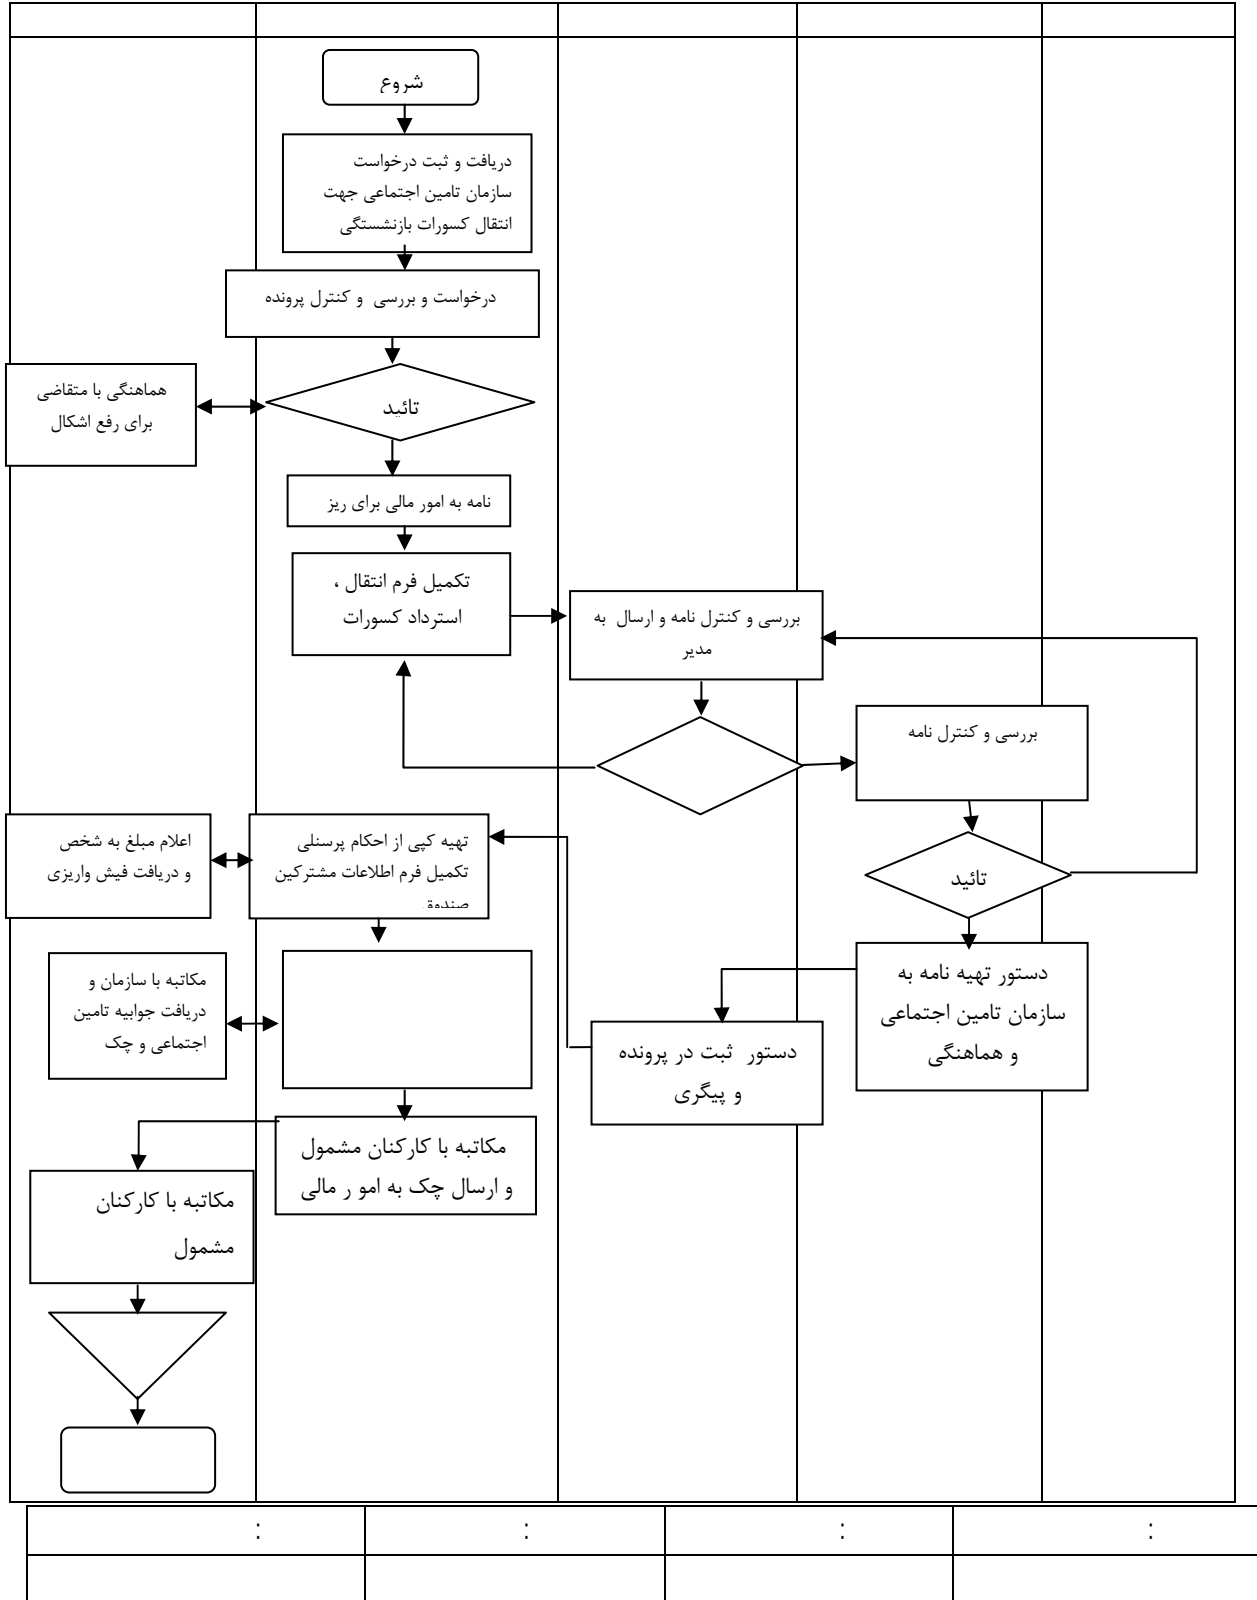 شروع
دریافت و ثبت درخواست
سازمان تامین اجتماعی جهت
انتقال کسورات بازنشستگی
درخواست و بررسی و کنترل پرونده
تائید
هماهنگی با متقاضی
برای رفع اشکال
نامه به امور مالی برای ریز
تکمیل فرم انتقال ،
استرداد کسورات
بررسی و کنترل نامه و ارسال به
مدیر
بررسی و کنترل نامه
تائید
دستور تهیه نامه به
سازمان تامین اجتماعی
و هماهنگی
دستور ثبت در پرونده
و پیگری
تهیه کپی از احکام پرسنلی
تکمیل فرم اطلاعات مشترکین
صندوق
اعلام مبلغ به شخص
و دریافت فیش واریزی
مکاتبه با سازمان و
دریافت جوابیه تامین
اجتماعی و چک
مکاتبه با کارکنان مشمول
و ارسال چک به امو ر مالی
مکاتبه با کارکنان
مشمول
: : : :